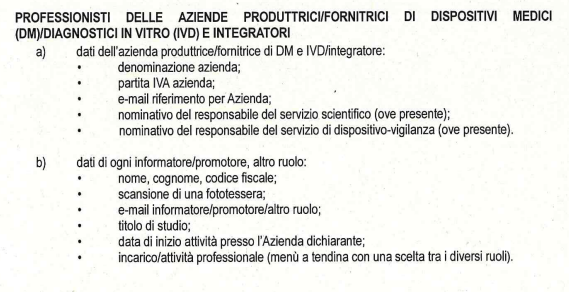 PROFESSIONISTI DELLE AZIENDE PRODUTTRICI/FORNITRICI DI DISPOSITIVI MEDICI
(DM)/DIAGNOSTICI IN VITRO (IVD) E INTEGRATORI
a) dati dell'azienda produttrice/fornitrice di DM e IVD/integratore:
• denominazione azienda;
• partita IVA azienda;
• e-mail riferimento per Azienda;
• nominativo del responsabile del servizio scientifico (ove presente);
• nominativo del responsabile del servizio di dispositivo-vigilanza (ove presente).
b) dati di ogni informatore/promotore, altro ruolo:
• nome, cognome, codice fiscale;
• scansione di una fototessera;
• e-mail informatore/promotore/altro ruolo;
• titolo di studio;
• data di inizio attività presso l'Azienda dichiarante;
• incarico/attività professionale (menù a tendina con una scelta tra i diversi ruoli).